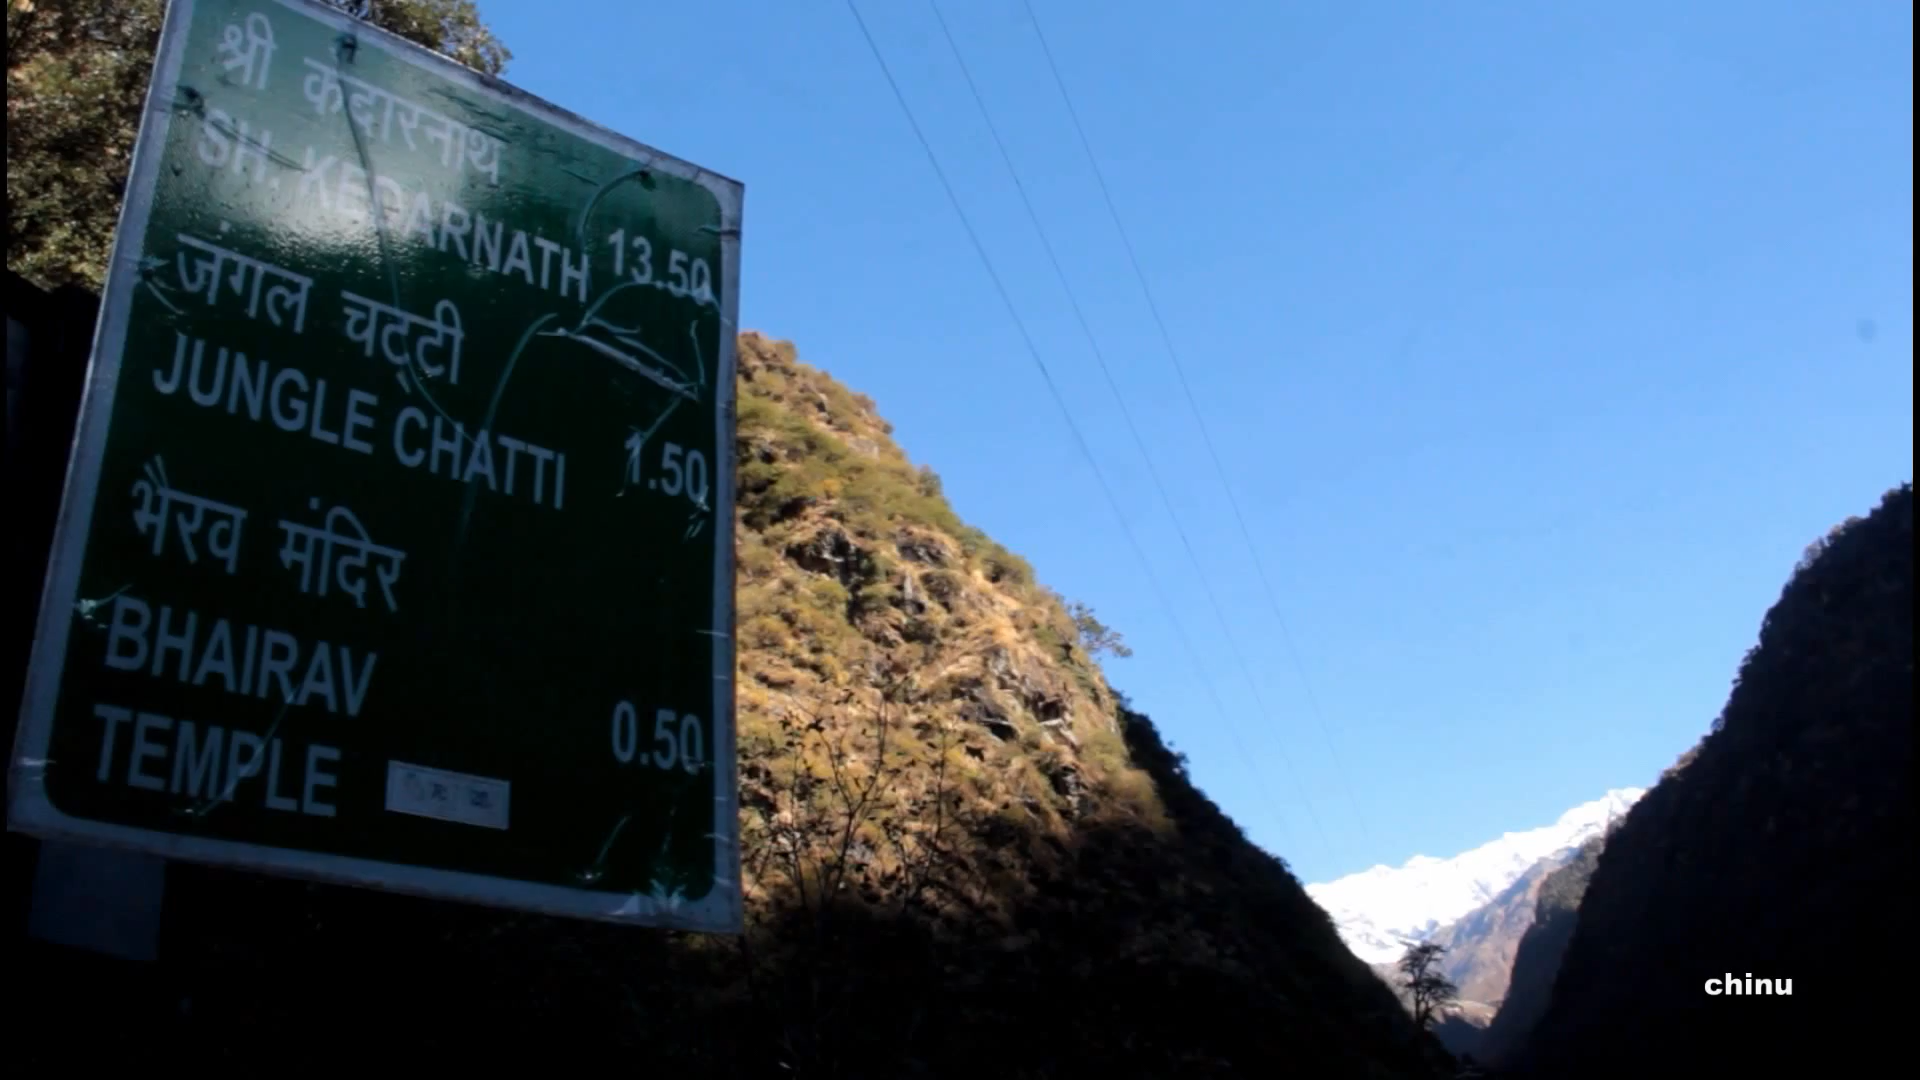 श्री केदारनाथ
SH. KEDARNATH 13.50
जंगल चट्टी
JUNGLE CHATTI 1.50
भैरव मंदिर
BHAIRAV
TEMPLE 0.50
chinu